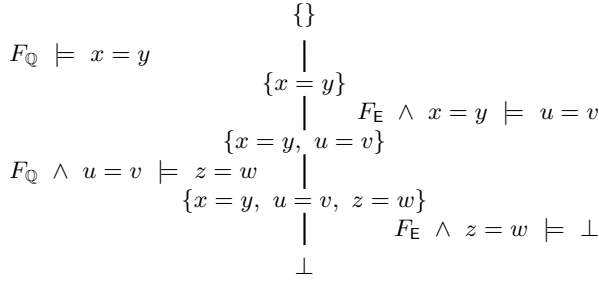 {}
F_ℚ ⊨ x = y
{x = y}
F_E ∧ x = y ⊨ u = v
{x = y, u = v}
F_ℚ ∧ u = v ⊨ z = w
{x = y, u = v, z = w}
F_E ∧ z = w ⊨ ⊥
⊥